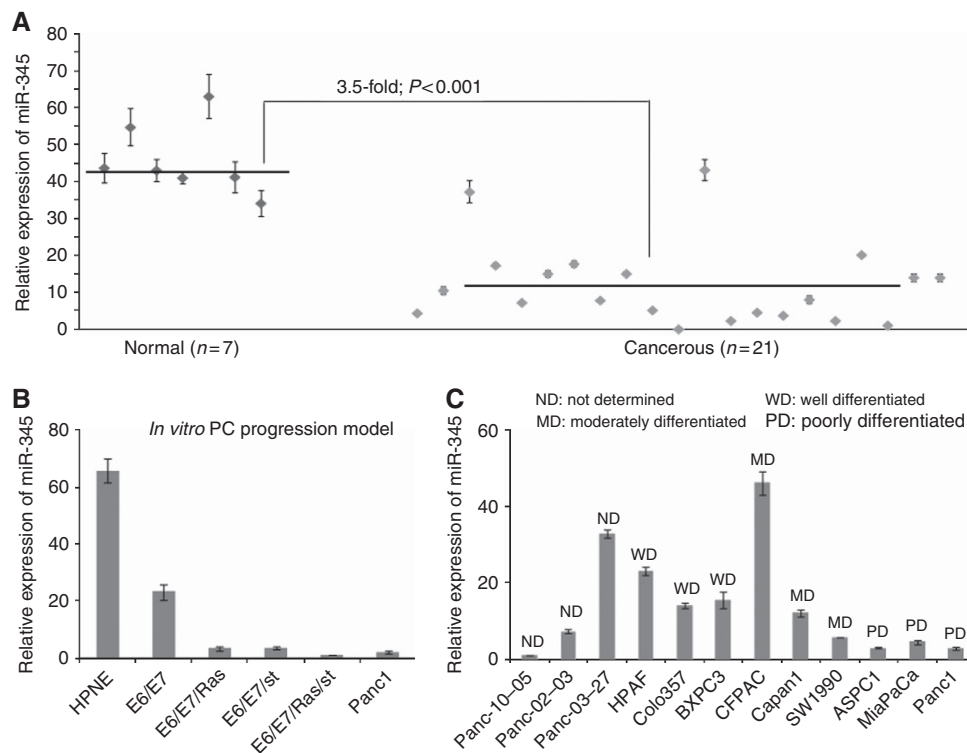 A
Relative expression of miR-345
80
70
60
50
40
30
20
10
0
3.5-fold; P<0.001
Normal (n=7)
Cancerous (n=21)
B
Relative expression of miR-345
80
60
40
20
0
In vitro PC progression model
HPNE
E6/E7
E6/E7/Ras
E6/E7/st
E6/E7/Ras/st
Panc1
C
ND: not determined
WD: well differentiated
MD: moderately differentiated
PD: poorly differentiated
Relative expression of miR-345
60
40
20
0
ND
ND
ND
WD
WD
WD
MD
MD
MD
PD
PD
PD
Panc-10–05
Panc-02–03
Panc-03–27
HPAF
Colo357
BXPC3
CFPAC
Capan1
SW1990
ASPC1
MiaPaCa
Panc1